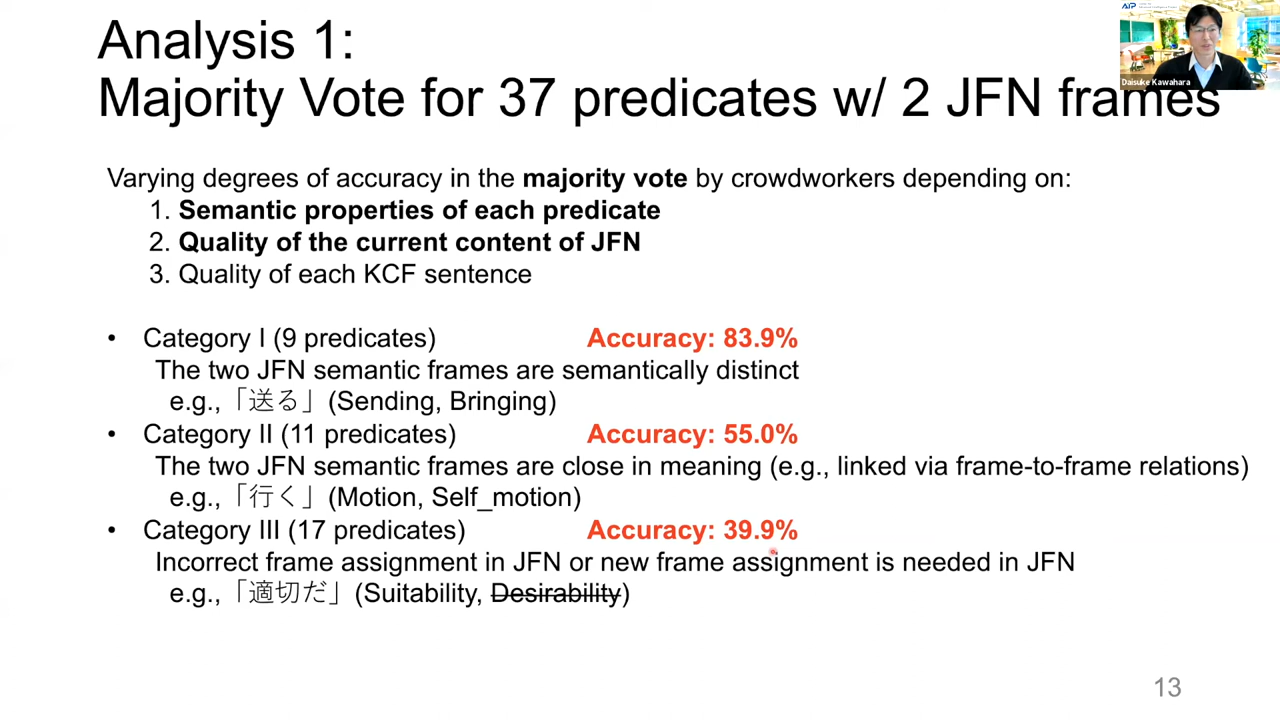 Analysis 1:
Majority Vote for 37 predicates w/ 2 JFN frames
AIP
Daisuke Kawahara
Varying degrees of accuracy in the majority vote by crowdworkers depending on:
1. Semantic properties of each predicate
2. Quality of the current content of JFN
3. Quality of each KCF sentence
• Category I (9 predicates) Accuracy: 83.9%
The two JFN semantic frames are semantically distinct
e.g.,「送る」(Sending, Bringing)
• Category II (11 predicates) Accuracy: 55.0%
The two JFN semantic frames are close in meaning (e.g., linked via frame-to-frame relations)
e.g.,「行く」(Motion, Self_motion)
• Category III (17 predicates) Accuracy: 39.9%
Incorrect frame assignment in JFN or new frame assignment is needed in JFN
e.g.,「適切だ」(Suitability, Desirability)
13